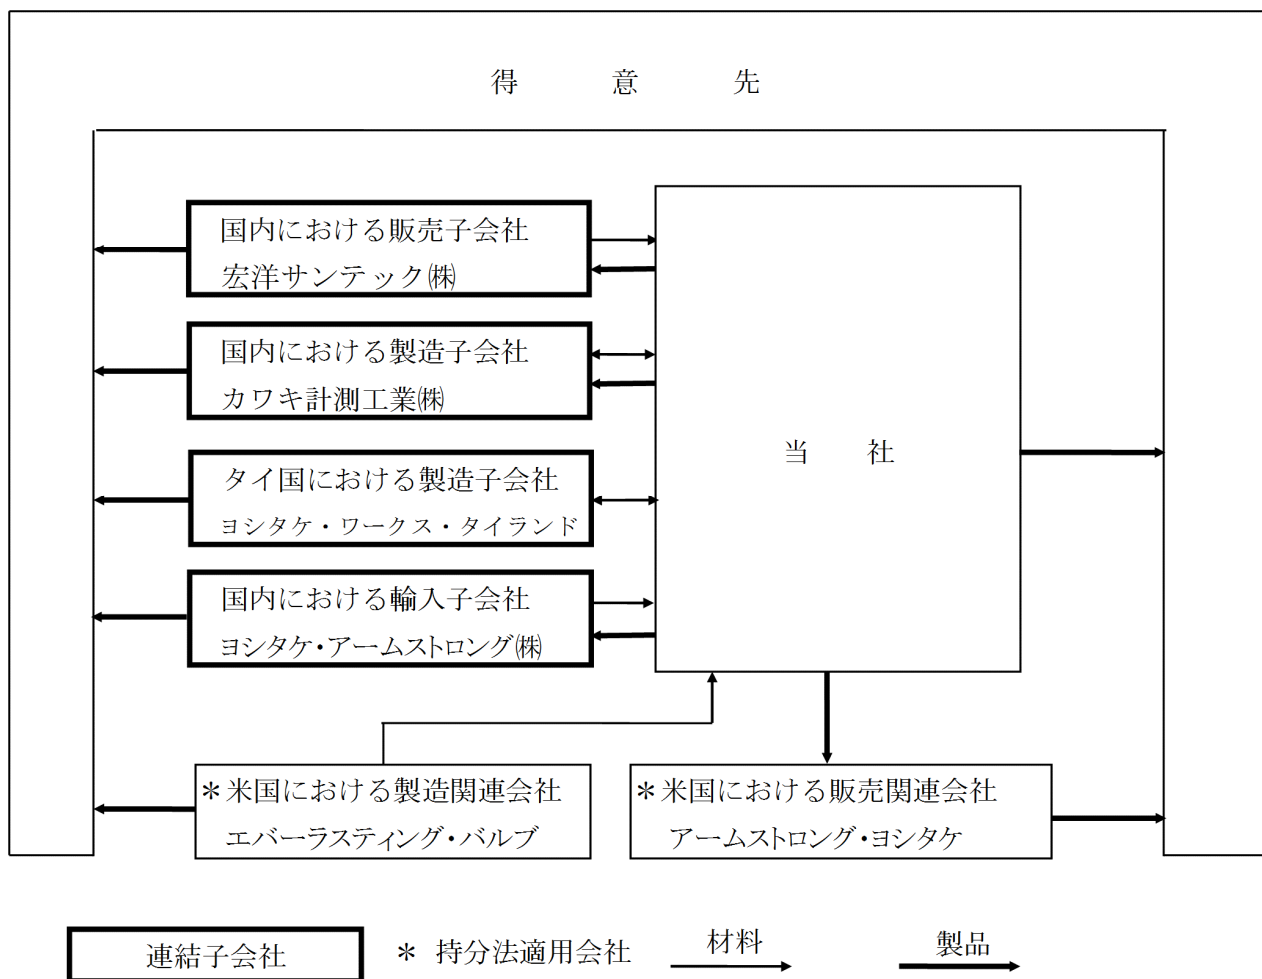 得 意 先
国内における販売子会社
宏洋サンテック㈱
国内における製造子会社
カワキ計測工業㈱
タイ国における製造子会社
ヨシタケ・ワークス・タイランド
国内における輸入子会社
ヨシタケ・アームストロング㈱
当 社
*米国における製造関連会社
エバーラスティング・バルブ
*米国における販売関連会社
アームストロング・ヨシタケ
連結子会社
* 持分法適用会社
材料
製品